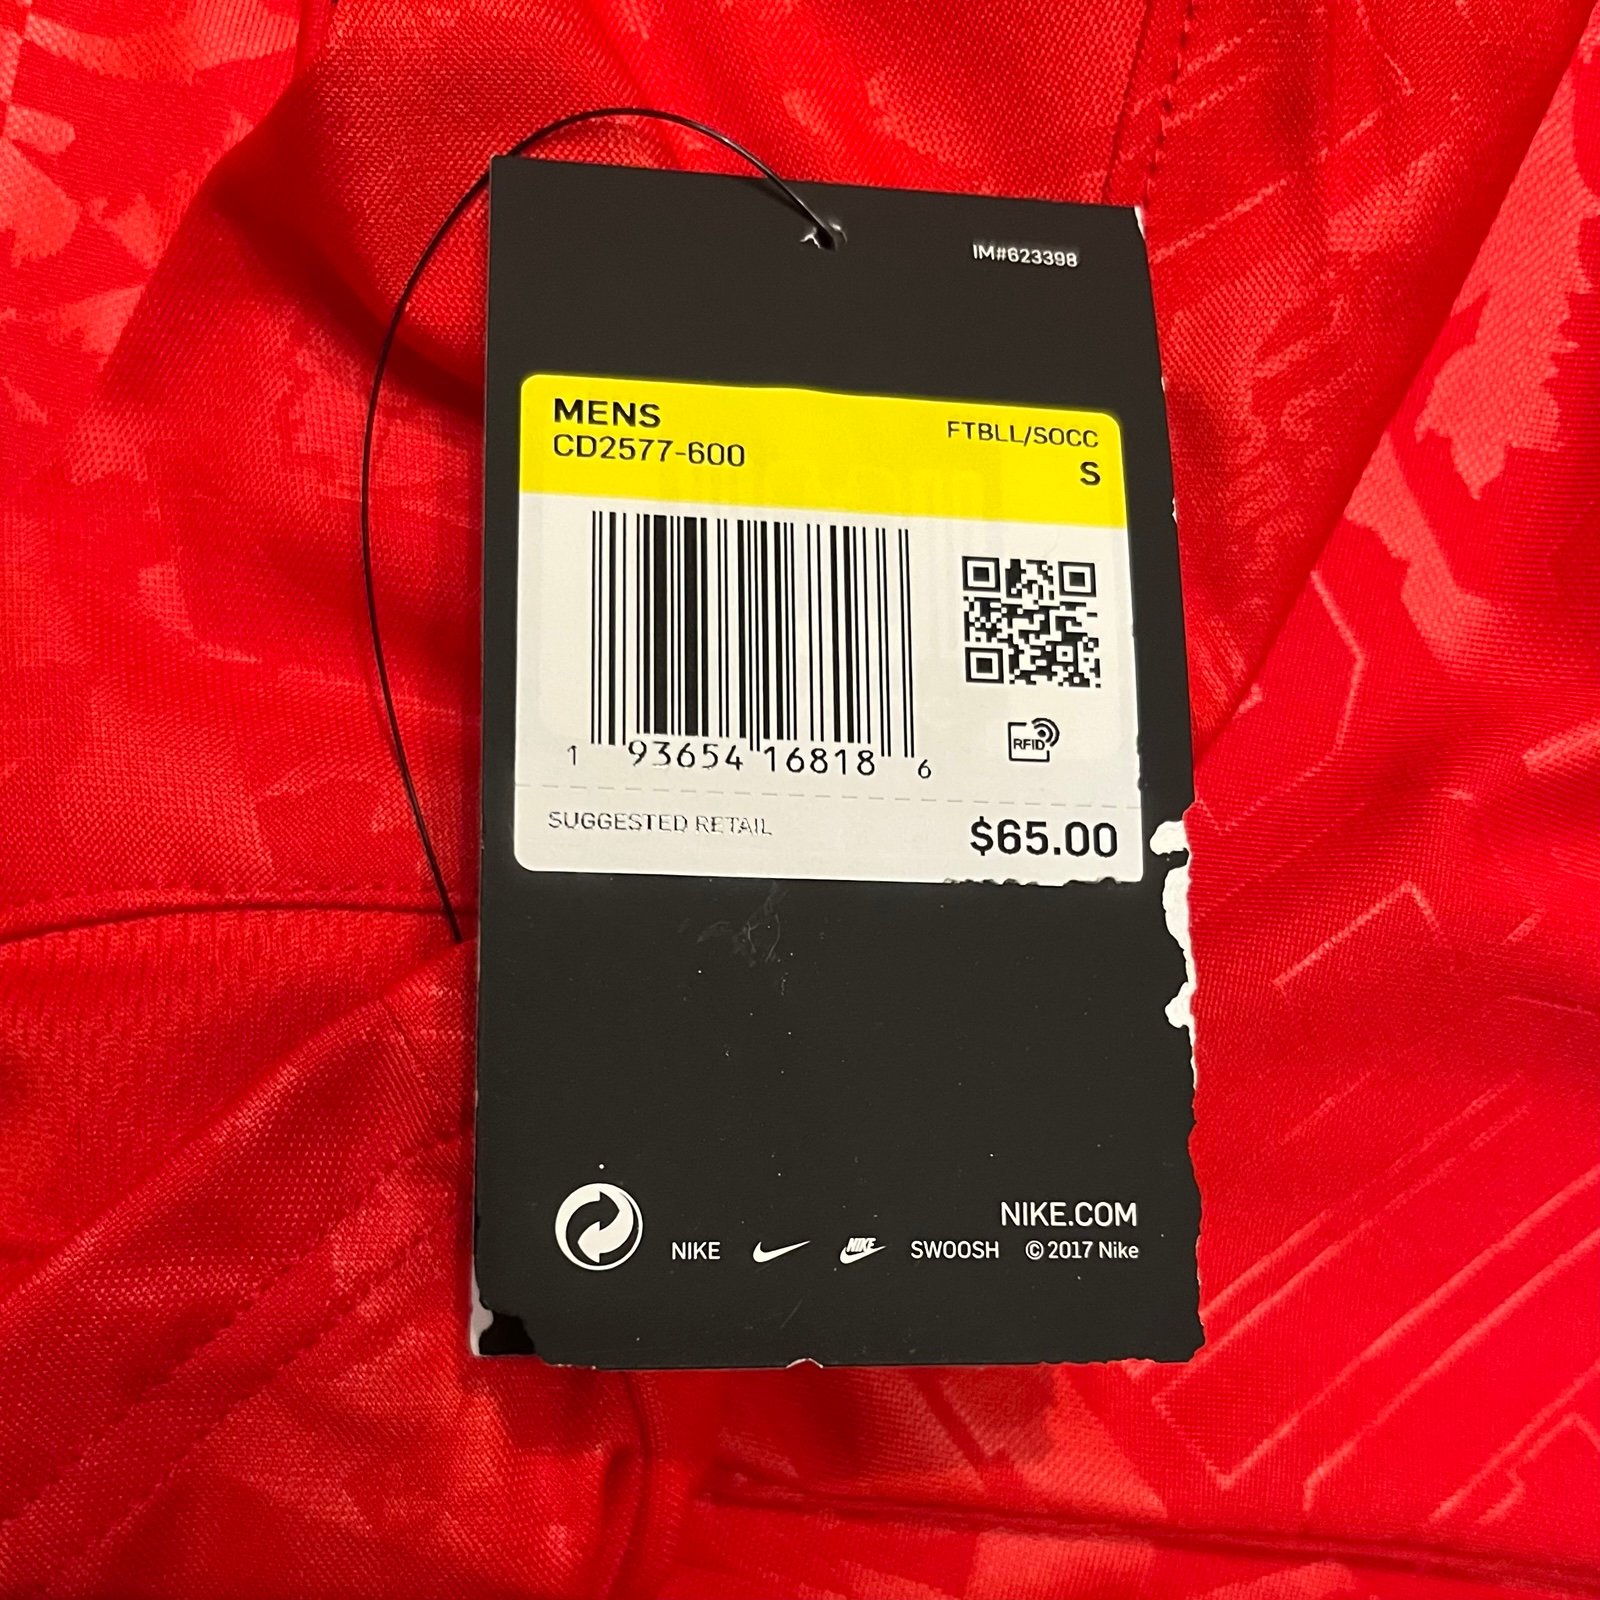 IM#623398
MENS
FTBLL/SOCC
CD2577-600
S
RFID
1 93654 16818 6
SUGGESTED RETAIL
$65.00
NIKE.COM
NIKE NIKE SWOOSH © 2017 Nike